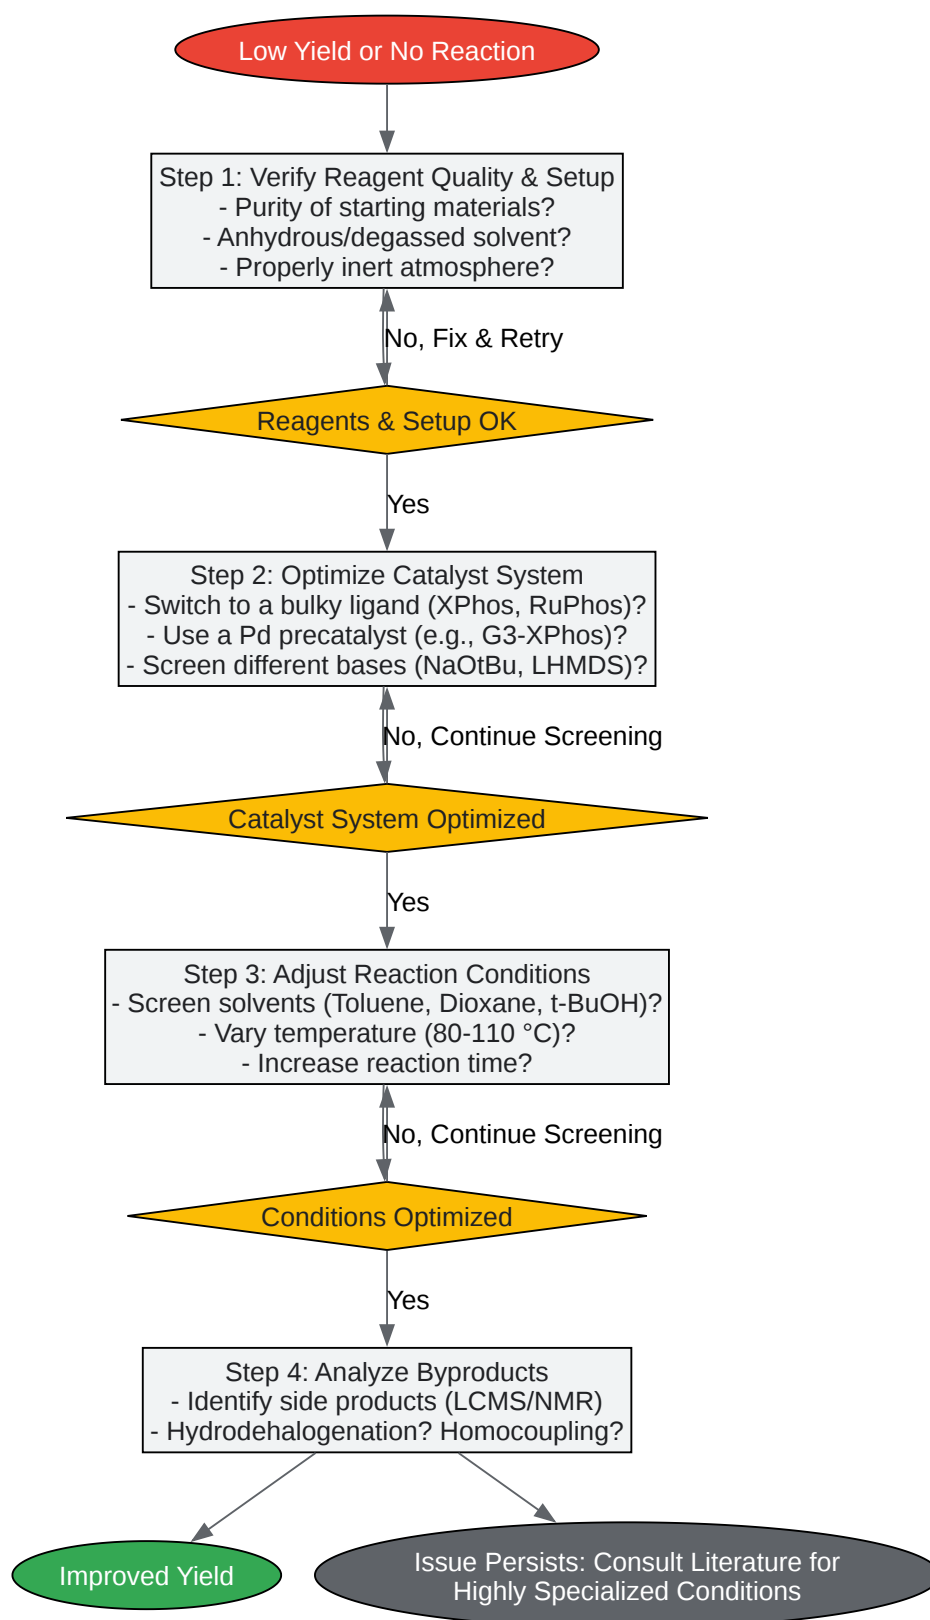 Low Yield or No Reaction
Step 1: Verify Reagent Quality & Setup
- Purity of starting materials?
- Anhydrous/degassed solvent?
- Properly inert atmosphere?
No, Fix & Retry
Reagents & Setup OK
Yes
Step 2: Optimize Catalyst System
- Switch to a bulky ligand (XPhos, RuPhos)?
- Use a Pd precatalyst (e.g., G3-XPhos)?
- Screen different bases (NaOtBu, LHMDS)?
No, Continue Screening
Catalyst System Optimized
Yes
Step 3: Adjust Reaction Conditions
- Screen solvents (Toluene, Dioxane, t-BuOH)?
- Vary temperature (80-110 °C)?
- Increase reaction time?
No, Continue Screening
Conditions Optimized
Yes
Step 4: Analyze Byproducts
- Identify side products (LCMS/NMR)
- Hydrodehalogenation? Homocoupling?
Improved Yield
Issue Persists: Consult Literature for
Highly Specialized Conditions